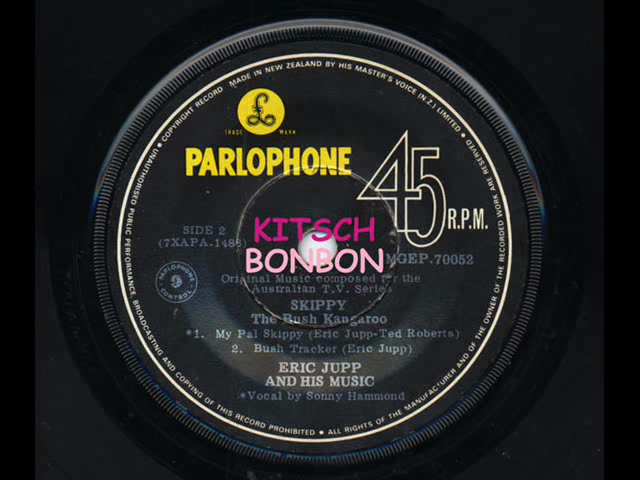 • COPYRIGHT RECORD MADE IN NEW ZEALAND BY HIS MASTER'S VOICE (N.Z.) LIMITED.
£
TRADE MARK
PARLOPHONE
45
R.P.M.
SIDE 2
(7XAPA.1486)
MGEP.70052
KITSCH
BONBON
PARLOPHONE
CONTROL
Original Music composed for the
Australian T.V. Series
SKIPPY
The Bush Kangaroo
*1. My Pal Skippy (Eric Jupp-Ted Roberts)
2. Bush Tracker (Eric Jupp)
ERIC JUPP
AND HIS MUSIC
*Vocal by Sonny Hammond
UNAUTHORISED PUBLIC PERFORMANCE, BROADCASTING AND COPYING OF THIS RECORD PROHIBITED • ALL RIGHTS OF THE MANUFACTURER AND OF THE OWNER OF THE RECORDED WORK ARE RESERVED